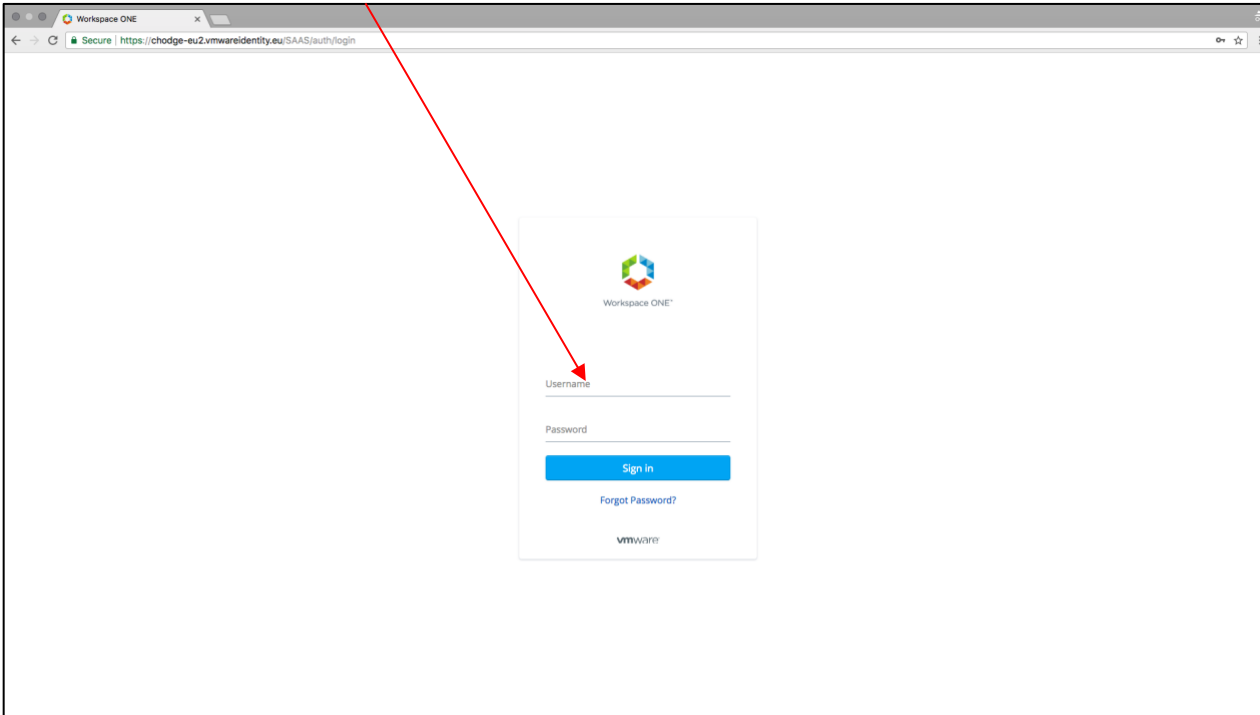 Workspace ONE
Secure | https://chodge-eu2.vmwareidentity.eu/SAAS/auth/login
Workspace ONE™
Username
Password
Sign in
Forgot Password?
vmware